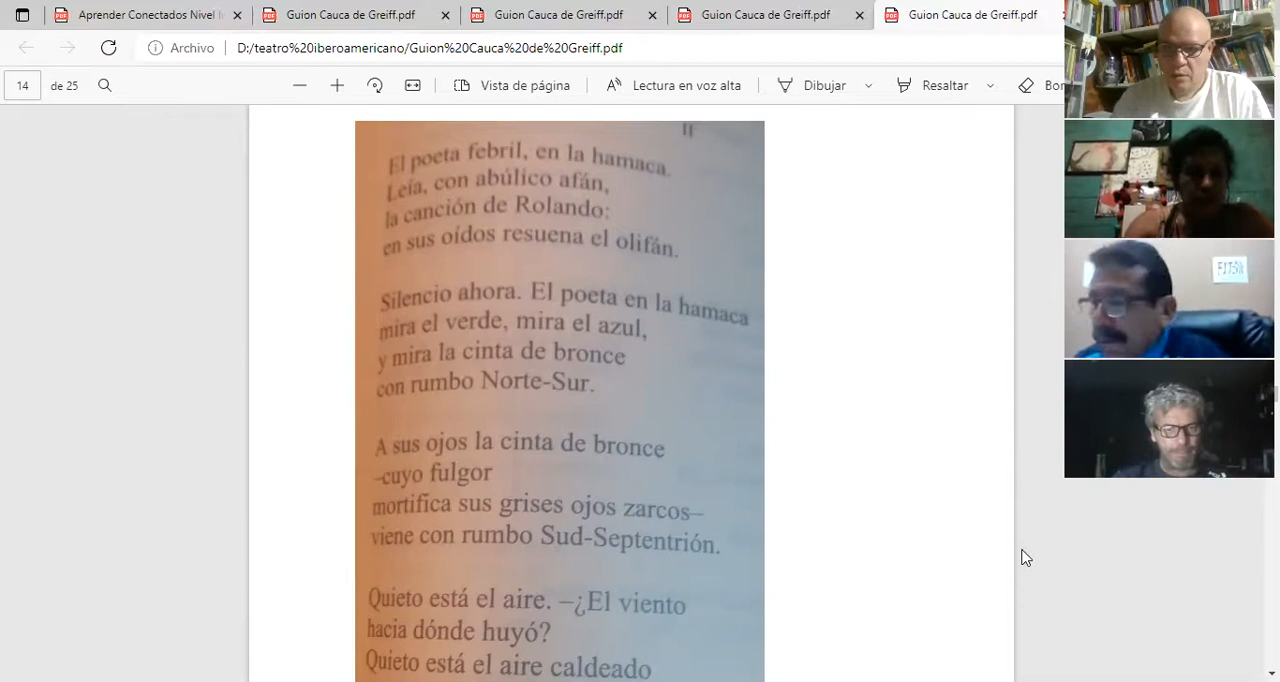 Aprender Conectados Nivel I
Guion Cauca de Greiff.pdf
Guion Cauca de Greiff.pdf
Guion Cauca de Greiff.pdf
Guion Cauca de Greiff.pdf
Archivo
D:/teatro%20iberoamericano/Guion%20Cauca%20de%20Greiff.pdf
14
de 25
Vista de página
Lectura en voz alta
Dibujar
Resaltar
Bor
II
El poeta febril, en la hamaca.
Leía, con abúlico afán,
la canción de Rolando:
en sus oídos resuena el olifán.
Silencio ahora. El poeta en la hamaca
mira el verde, mira el azul,
y mira la cinta de bronce
con rumbo Norte-Sur.
A sus ojos la cinta de bronce
–cuyo fulgor
mortifica sus grises ojos zarcos–
viene con rumbo Sud-Septentrión.
Quieto está el aire. –¿El viento
hacia dónde huyó?
Quieto está el aire caldeado